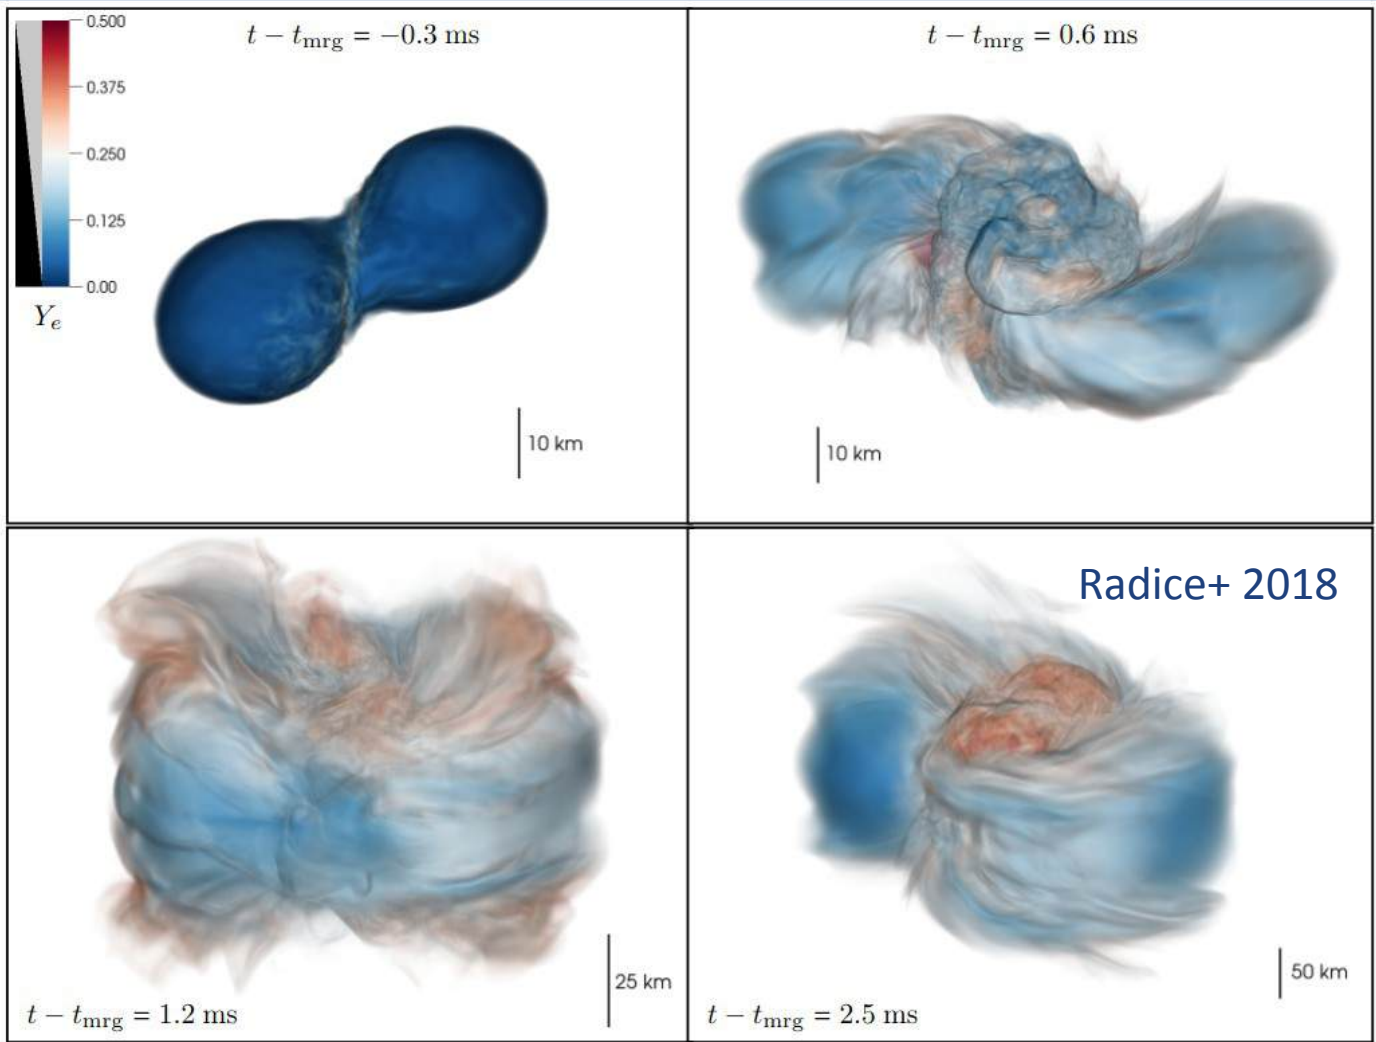 0.500
0.375
0.250
0.125
0.00
Y_e
t − t_mrg = −0.3 ms
10 km
t − t_mrg = 0.6 ms
10 km
t − t_mrg = 1.2 ms
25 km
Radice+ 2018
t − t_mrg = 2.5 ms
50 km